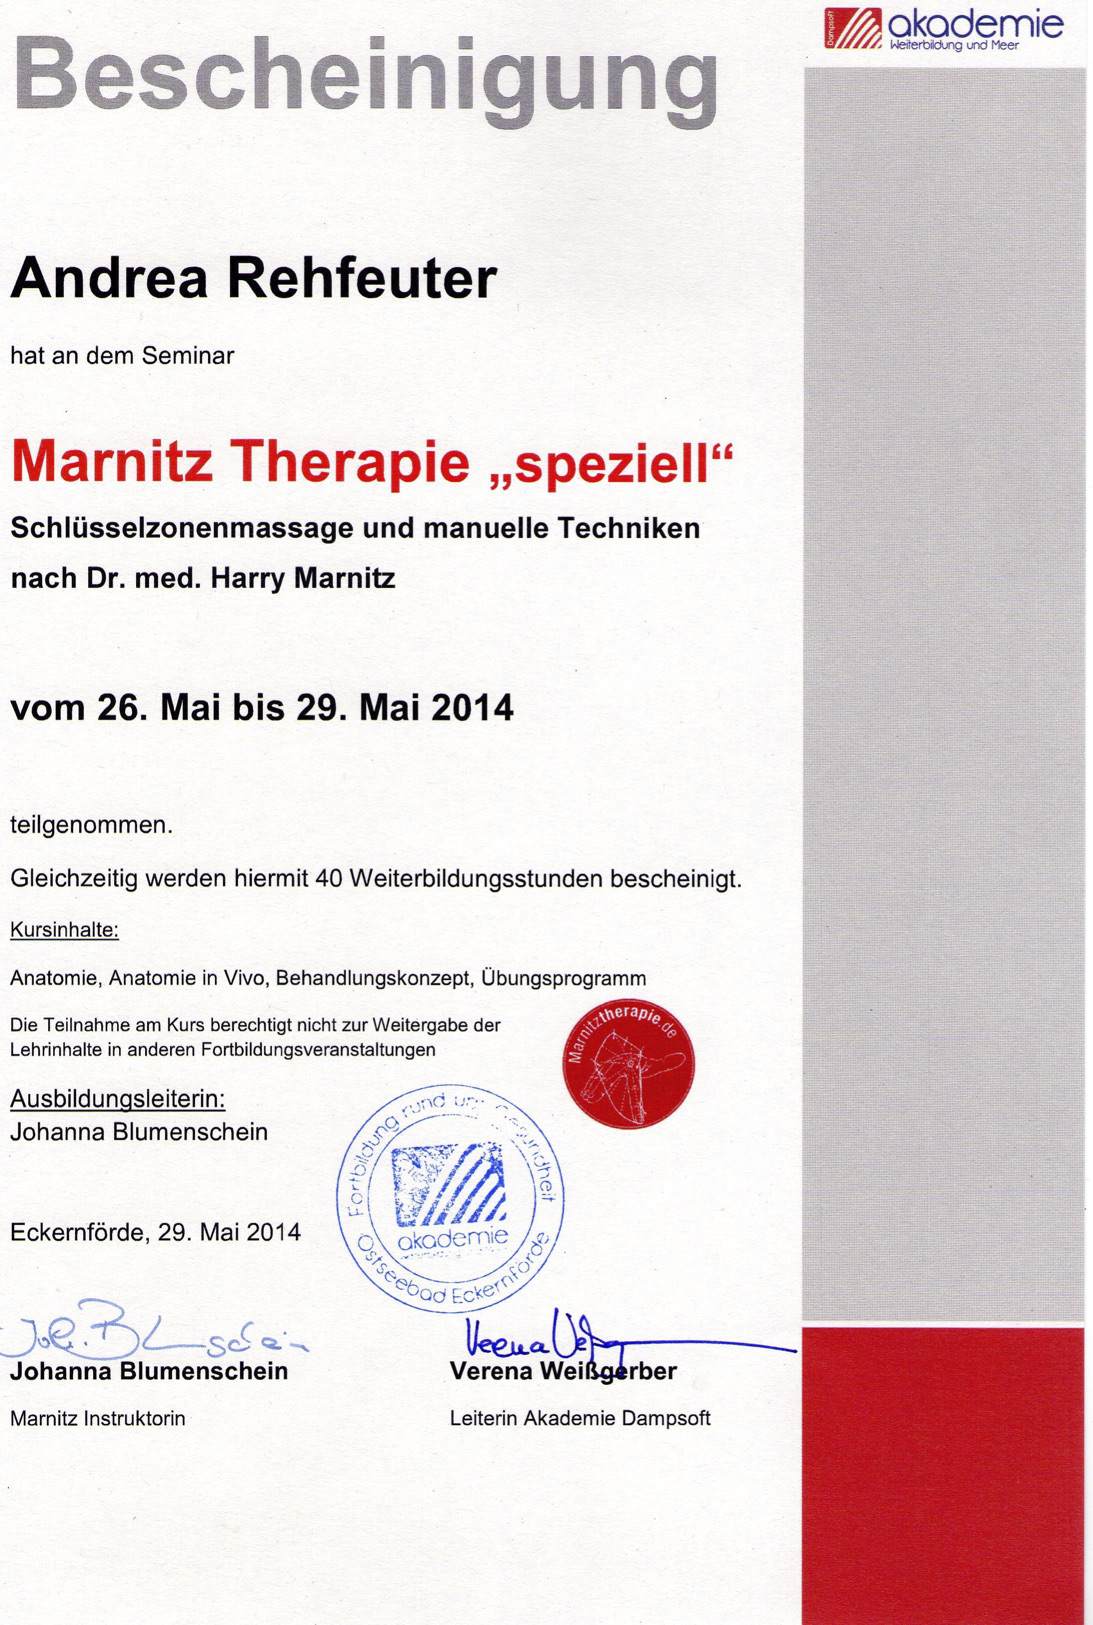 Dampsoft
akademie
Weiterbildung und Meer
Bescheinigung
Andrea Rehfeuter
hat an dem Seminar
Marnitz Therapie „speziell“
Schlüsselzonenmassage und manuelle Techniken
nach Dr. med. Harry Marnitz
vom 26. Mai bis 29. Mai 2014
teilgenommen.
Gleichzeitig werden hiermit 40 Weiterbildungsstunden bescheinigt.
Kursinhalte:
Anatomie, Anatomie in Vivo, Behandlungskonzept, Übungsprogramm
Die Teilnahme am Kurs berechtigt nicht zur Weitergabe der
Lehrinhalte in anderen Fortbildungsveranstaltungen
Marnitztherapie.de
Ausbildungsleiterin:
Johanna Blumenschein
Fortbildung rund um Gesundheit
akademie
Ostseebad Eckernförde
Eckernförde, 29. Mai 2014
Johanna Blumenschein
Verena Weißgerber
Marnitz Instruktorin
Leiterin Akademie Dampsoft